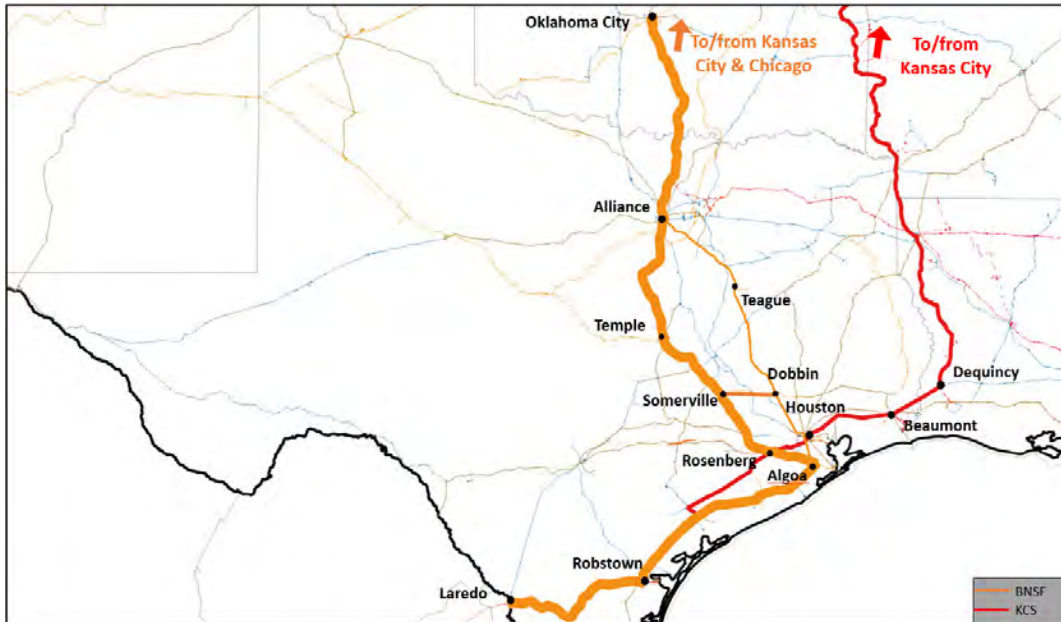 Oklahoma City
To/from Kansas
City & Chicago
To/from
Kansas City
Alliance
Teague
Temple
Dobbin
Dequincy
Somerville
Houston
Beaumont
Rosenberg
Algoa
Robstown
Laredo
BNSF
KCS